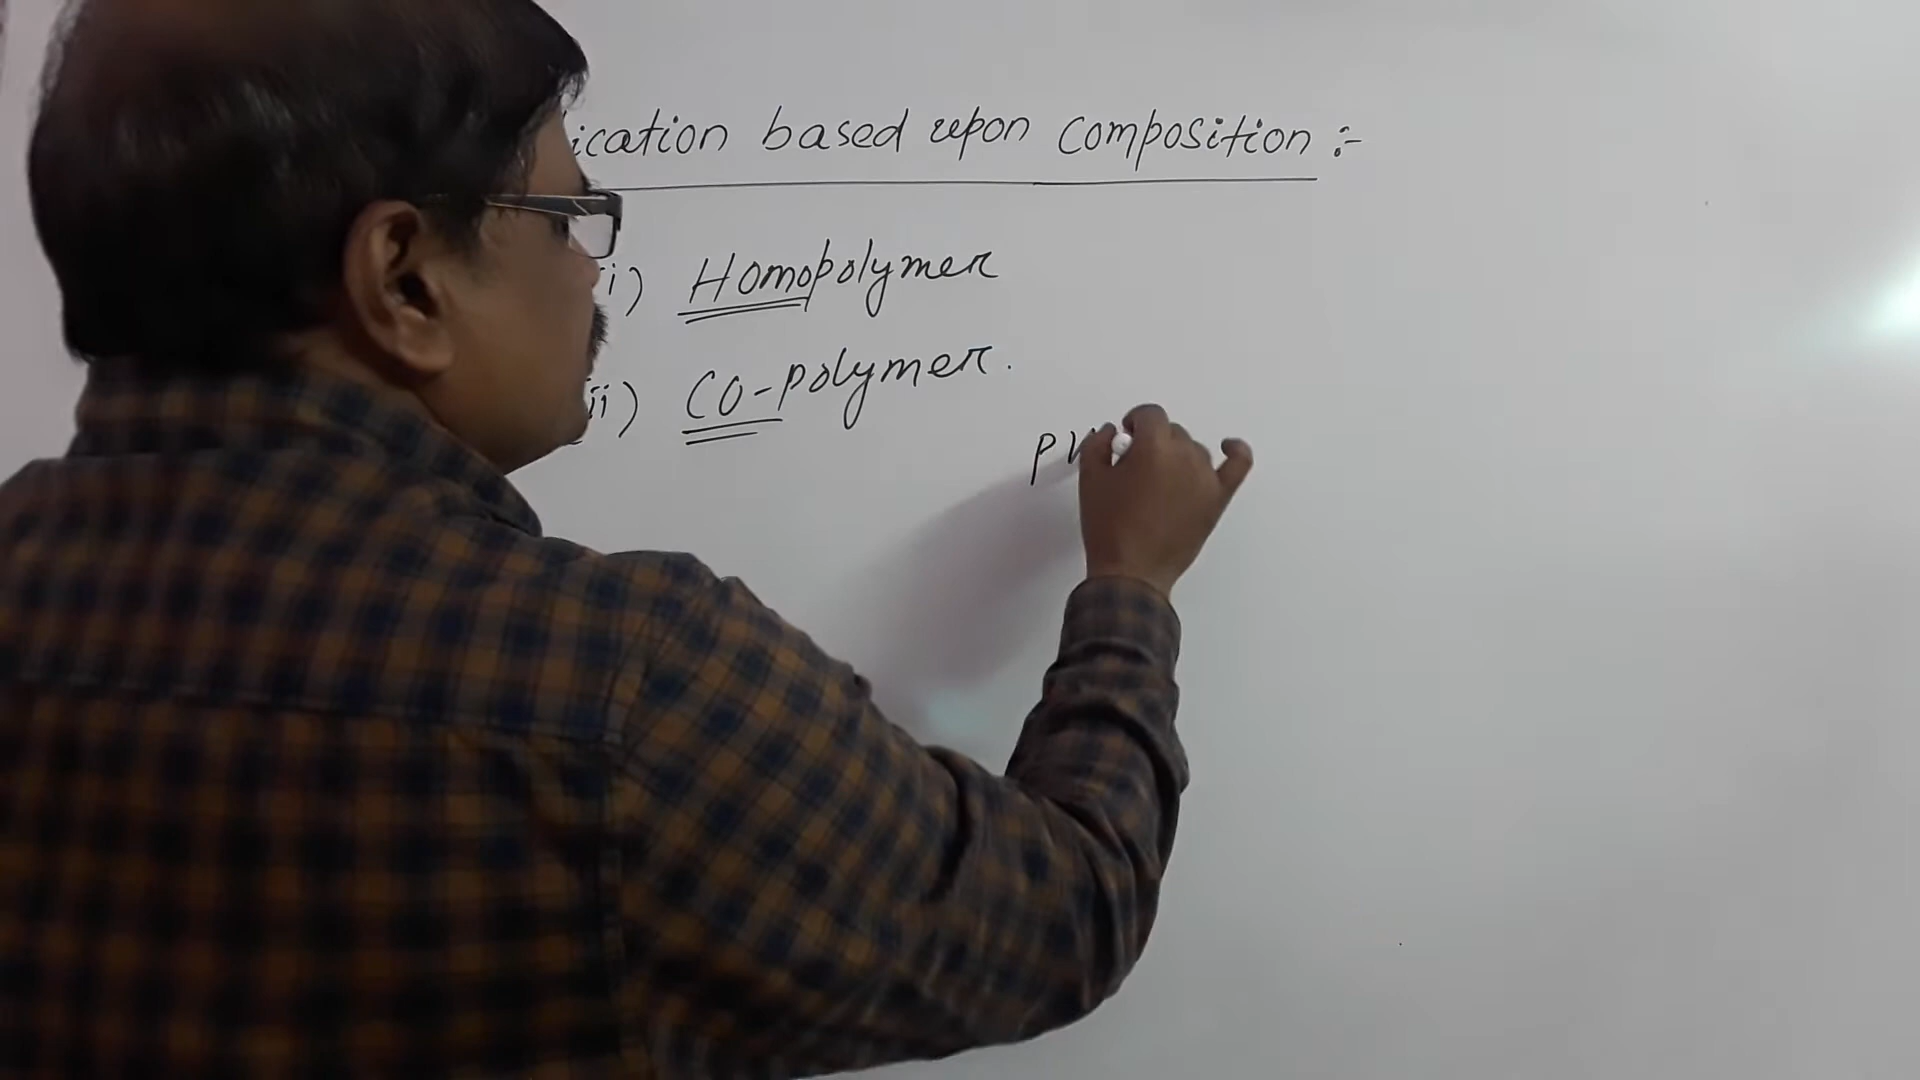 ication based upon composition :-
i) Homopolymer
ii) Co-polymer.